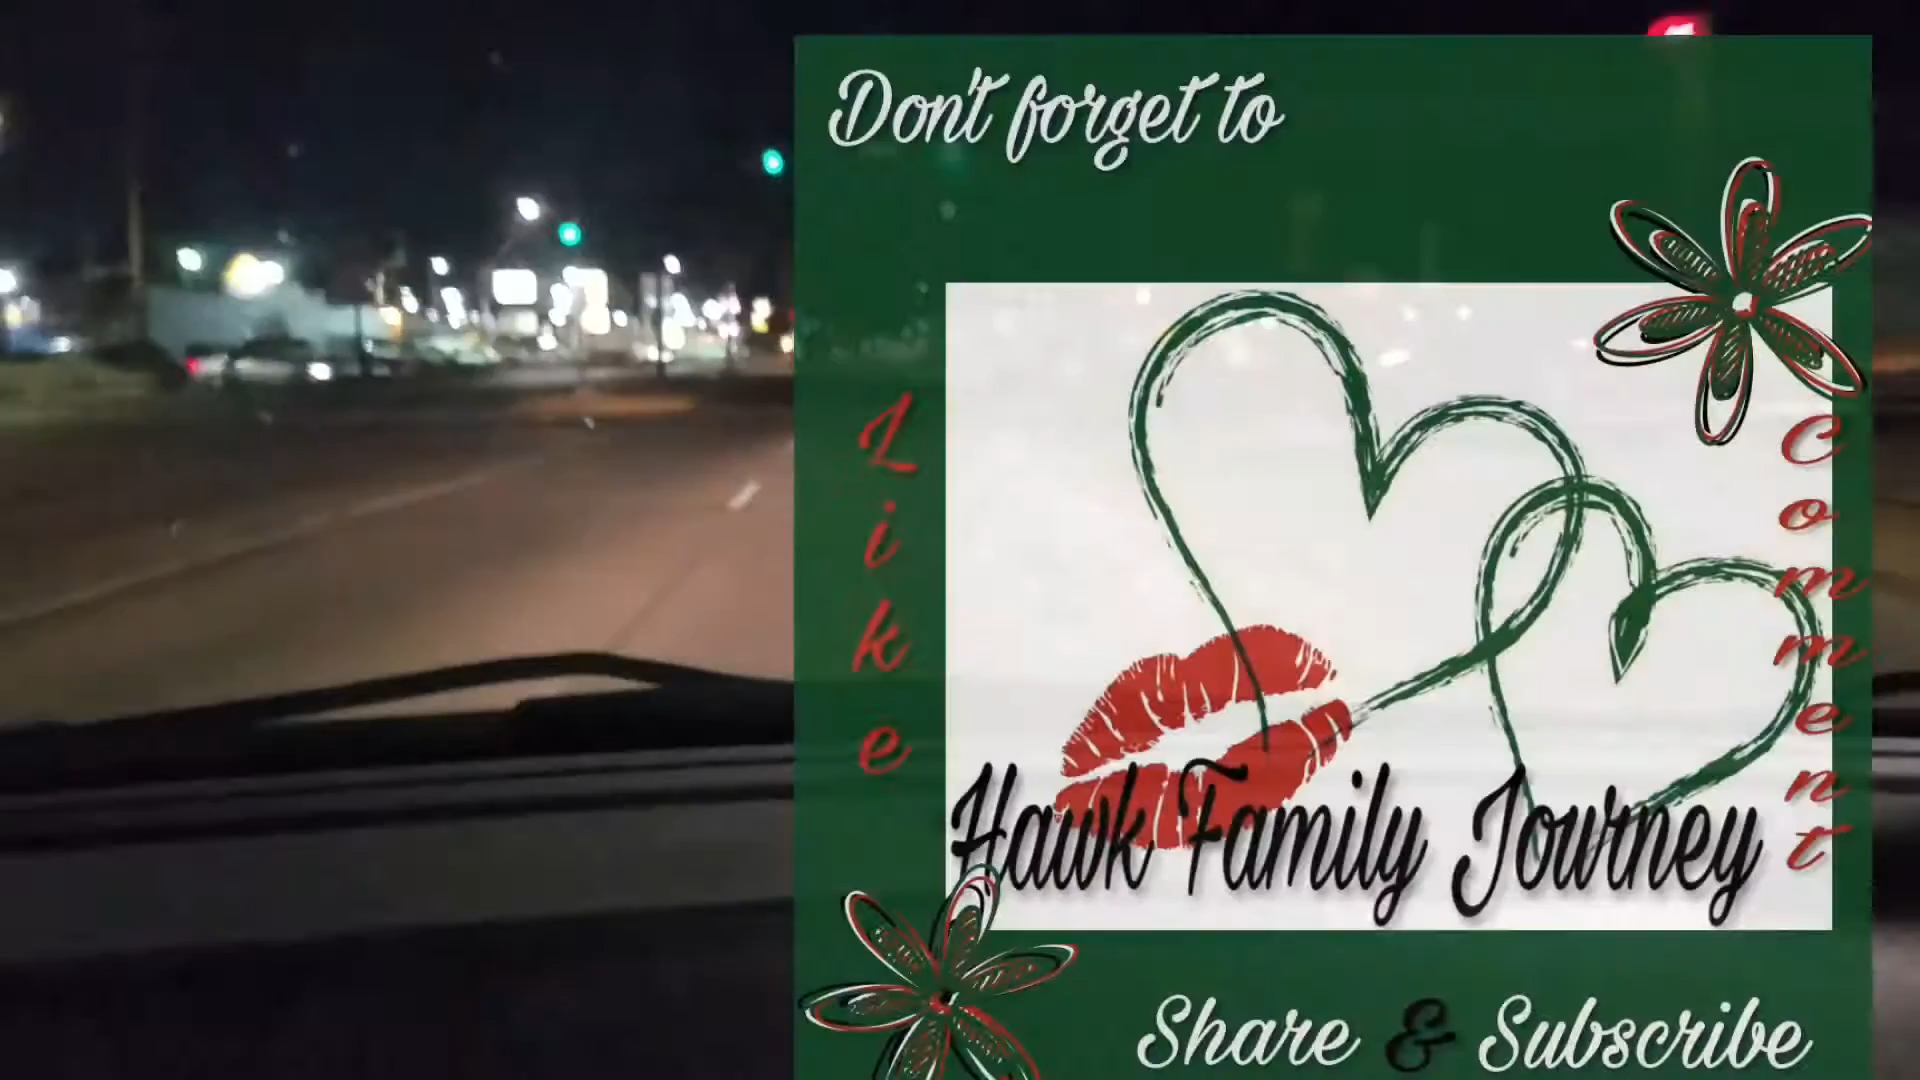 Don't forget to
Like
Comment
Hawk Family Journey
Share & Subscribe